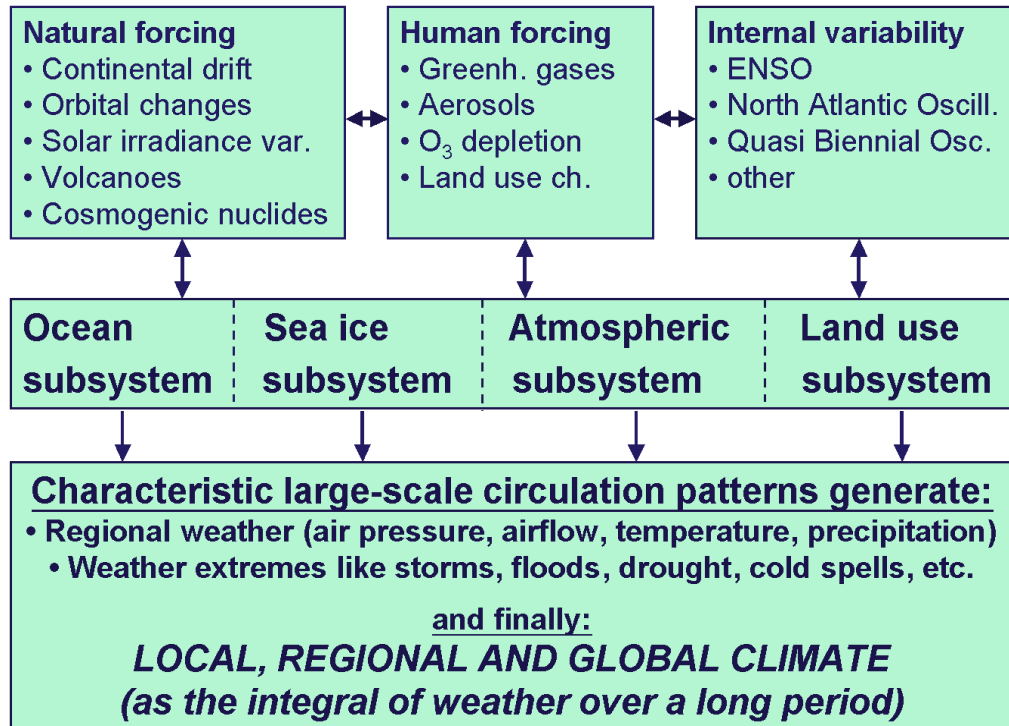 Natural forcing
• Continental drift
• Orbital changes
• Solar irradiance var.
• Volcanoes
• Cosmogenic nuclides
Human forcing
• Greenh. gases
• Aerosols
• O₃ depletion
• Land use ch.
Internal variability
• ENSO
• North Atlantic Oscill.
• Quasi Biennial Osc.
• other
Ocean
subsystem
Sea ice
subsystem
Atmospheric
subsystem
Land use
subsystem
Characteristic large-scale circulation patterns generate:
• Regional weather (air pressure, airflow, temperature, precipitation)
• Weather extremes like storms, floods, drought, cold spells, etc.
and finally:
LOCAL, REGIONAL AND GLOBAL CLIMATE
(as the integral of weather over a long period)